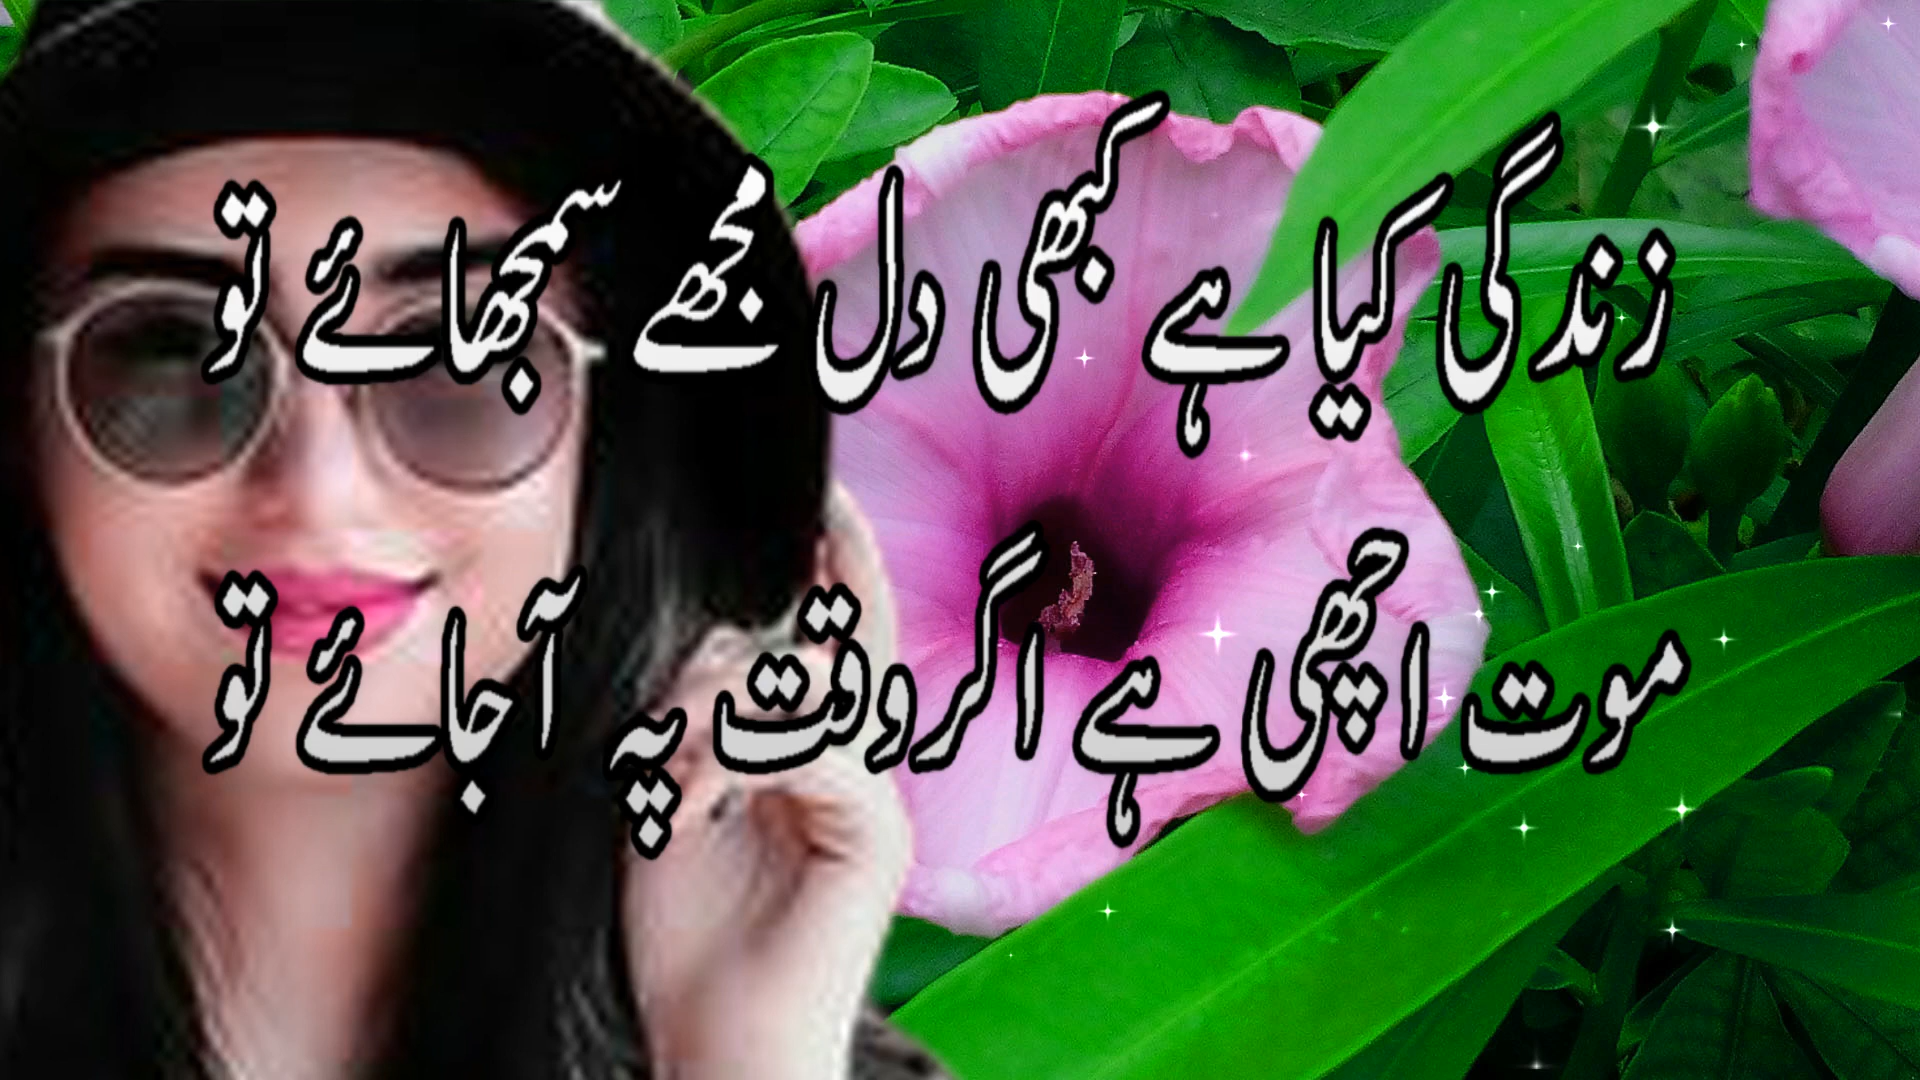 زندگی کیا ہے کبھی دل مجھے سمجھائے تو
موت اچھی ہے اگر وقت پہ آجائے تو